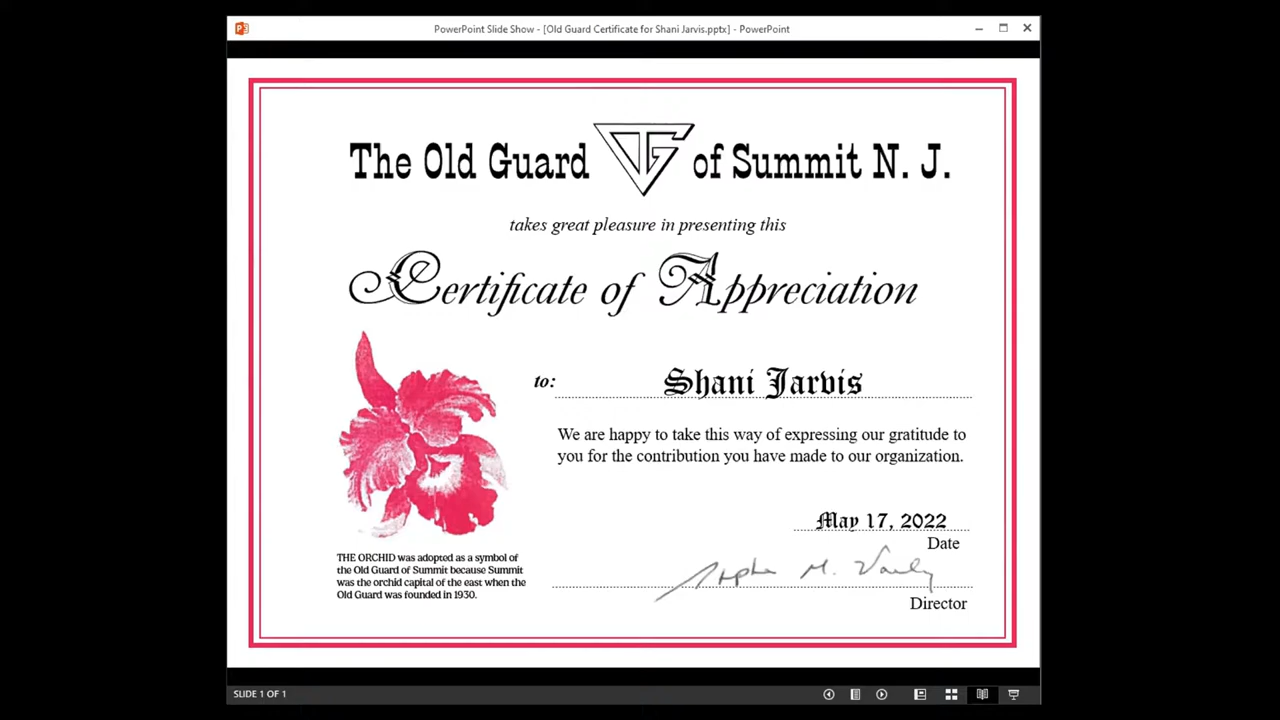 PowerPoint Slide Show - [Old Guard Certificate for Shani Jarvis.pptx] - PowerPoint
The Old Guard of Summit N. J.
takes great pleasure in presenting this
Certificate of Appreciation
to: Shani Jarvis
We are happy to take this way of expressing our gratitude to
you for the contribution you have made to our organization.
May 17, 2022
Date
THE ORCHID was adopted as a symbol of
the Old Guard of Summit because Summit
was the orchid capital of the east when the
Old Guard was founded in 1930.
M.
Director
SLIDE 1 OF 1